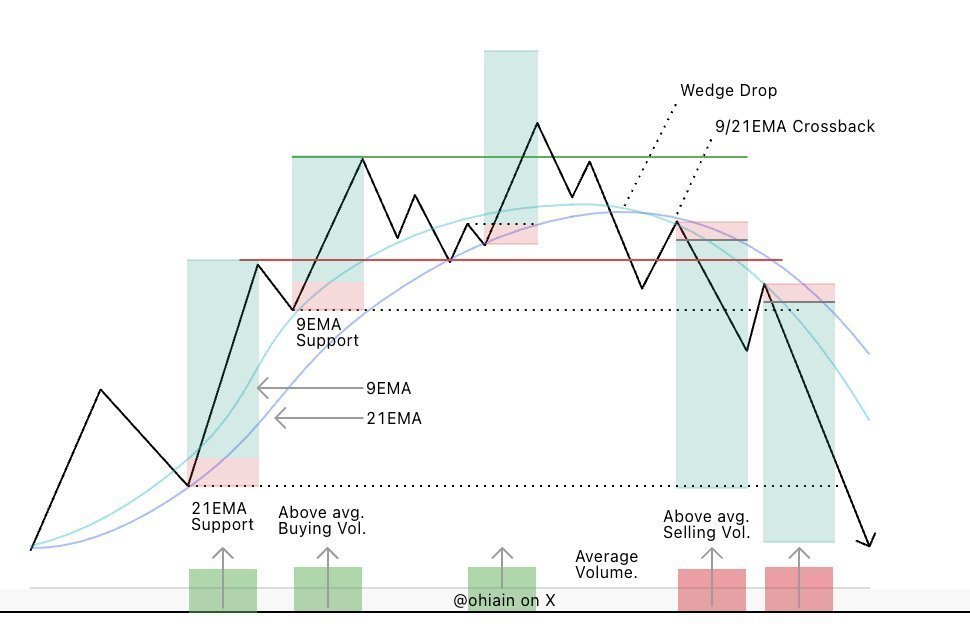 Wedge Drop
9/21EMA Crossback
9EMA
Support
9EMA
21EMA
21EMA
Support
Above avg.
Buying Vol.
Above avg.
Selling Vol.
Average
Volume.
@ohiain on X